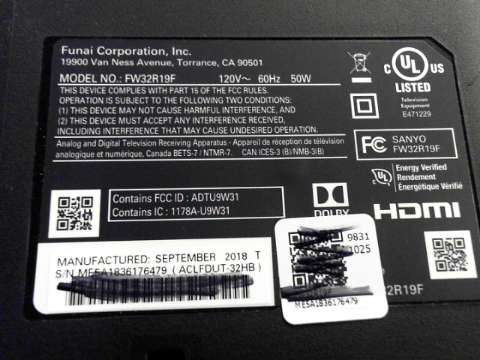 Funai Corporation, Inc.
19900 Van Ness Avenue, Torrance, CA 90501
MODEL NO.: FW32R19F 120V~ 60Hz 50W
THIS DEVICE COMPLIES WITH PART 15 OF THE FCC RULES.
OPERATION IS SUBJECT TO THE FOLLOWING TWO CONDITIONS:
(1) THIS DEVICE MAY NOT CAUSE HARMFUL INTERFERENCE, AND
(2) THIS DEVICE MUST ACCEPT ANY INTERFERENCE RECEIVED,
INCLUDING INTERFERENCE THAT MAY CAUSE UNDESIRED OPERATION.
Analog and Digital Television Receiving Apparatus - Appareil de réception de télévision
analogique et numérique, Canada BETS-7 / NTMR-7. CAN ICES-3 (B)/NMB-3(B)
C UL US
LISTED
Television
Equipment
E471229
FC SANYO
FW32R19F
UL Energy Verified
Rendement
Énergétique Vérifié
Contains FCC ID : ADTU9W31
Contains IC : 1178A-U9W31
DOLBY
HDMI
MANUFACTURED: SEPTEMBER 2018 T
S/N ME5A1836176479 ( ACLFDUT-32HB )
9831
1025
ME5A1836176479
FW32R19F